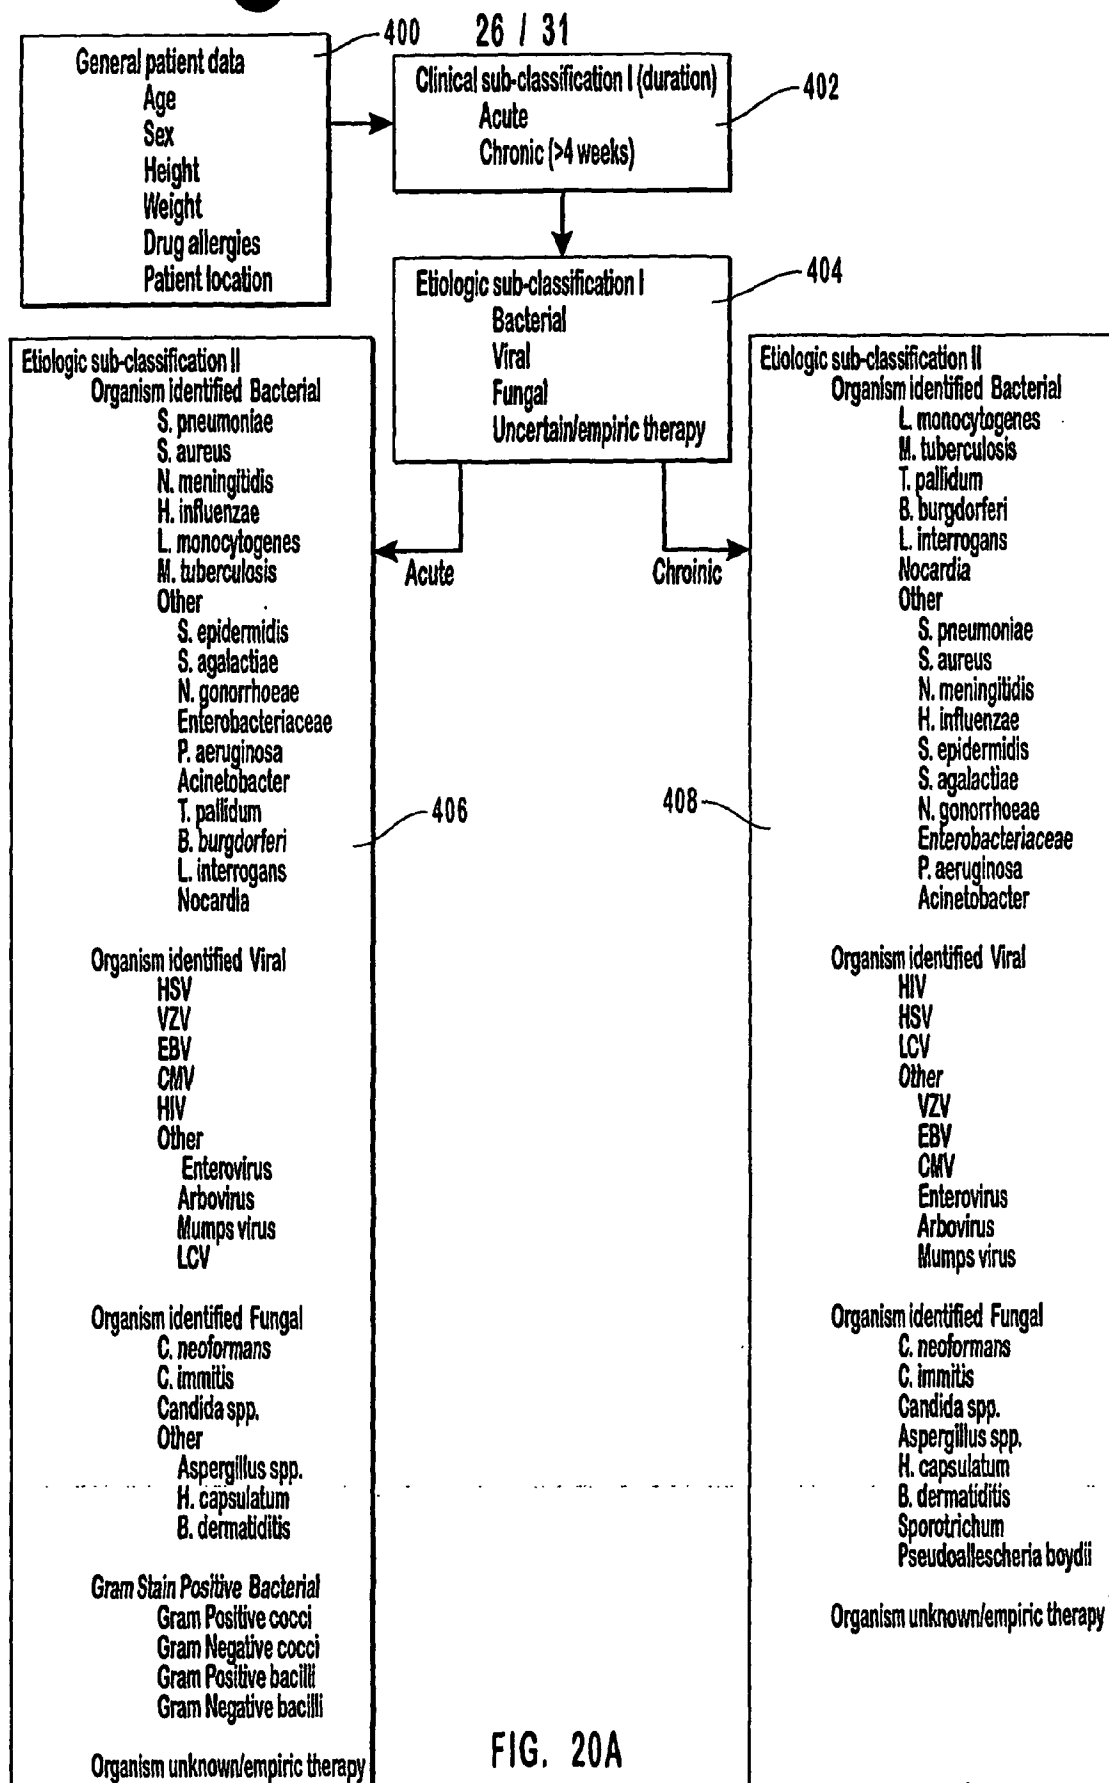 26 / 31
400
General patient data
Age
Sex
Height
Weight
Drug allergies
Patient location
Clinical sub-classification I (duration)
Acute
Chronic (>4 weeks)
402
Etiologic sub-classification I
Bacterial
Viral
Fungal
Uncertain/empiric therapy
404
Acute
Chroinic
Etiologic sub-classification II
Organism identified Bacterial
S. pneumoniae
S. aureus
N. meningitidis
H. influenzae
L. monocytogenes
M. tuberculosis
Other
S. epidermidis
S. agalactiae
N. gonorrhoeae
Enterobacteriaceae
P. aeruginosa
Acinetobacter
T. pallidum
B. burgdorferi
L. interrogans
Nocardia
406
Organism identified Viral
HSV
VZV
EBV
CMV
HIV
Other
Enterovirus
Arbovirus
Mumps virus
LCV
Organism identified Fungal
C. neoformans
C. immitis
Candida spp.
Other
Aspergillus spp.
H. capsulatum
B. dermatiditis
Gram Stain Positive Bacterial
Gram Positive cocci
Gram Negative cocci
Gram Positive bacilli
Gram Negative bacilli
Organism unknown/empiric therapy
Etiologic sub-classification II
Organism identified Bacterial
L. monocytogenes
M. tuberculosis
T. pallidum
B. burgdorferi
L. interrogans
Nocardia
Other
S. pneumoniae
S. aureus
N. meningitidis
H. influenzae
S. epidermidis
S. agalactiae
N. gonorrhoeae
Enterobacteriaceae
P. aeruginosa
Acinetobacter
408
Organism identified Viral
HIV
HSV
LCV
Other
VZV
EBV
CMV
Enterovirus
Arbovirus
Mumps virus
Organism identified Fungal
C. neoformans
C. immitis
Candida spp.
Aspergillus spp.
H. capsulatum
B. dermatiditis
Sporotrichum
Pseudoallescheria boydii
Organism unknown/empiric therapy
FIG. 20A